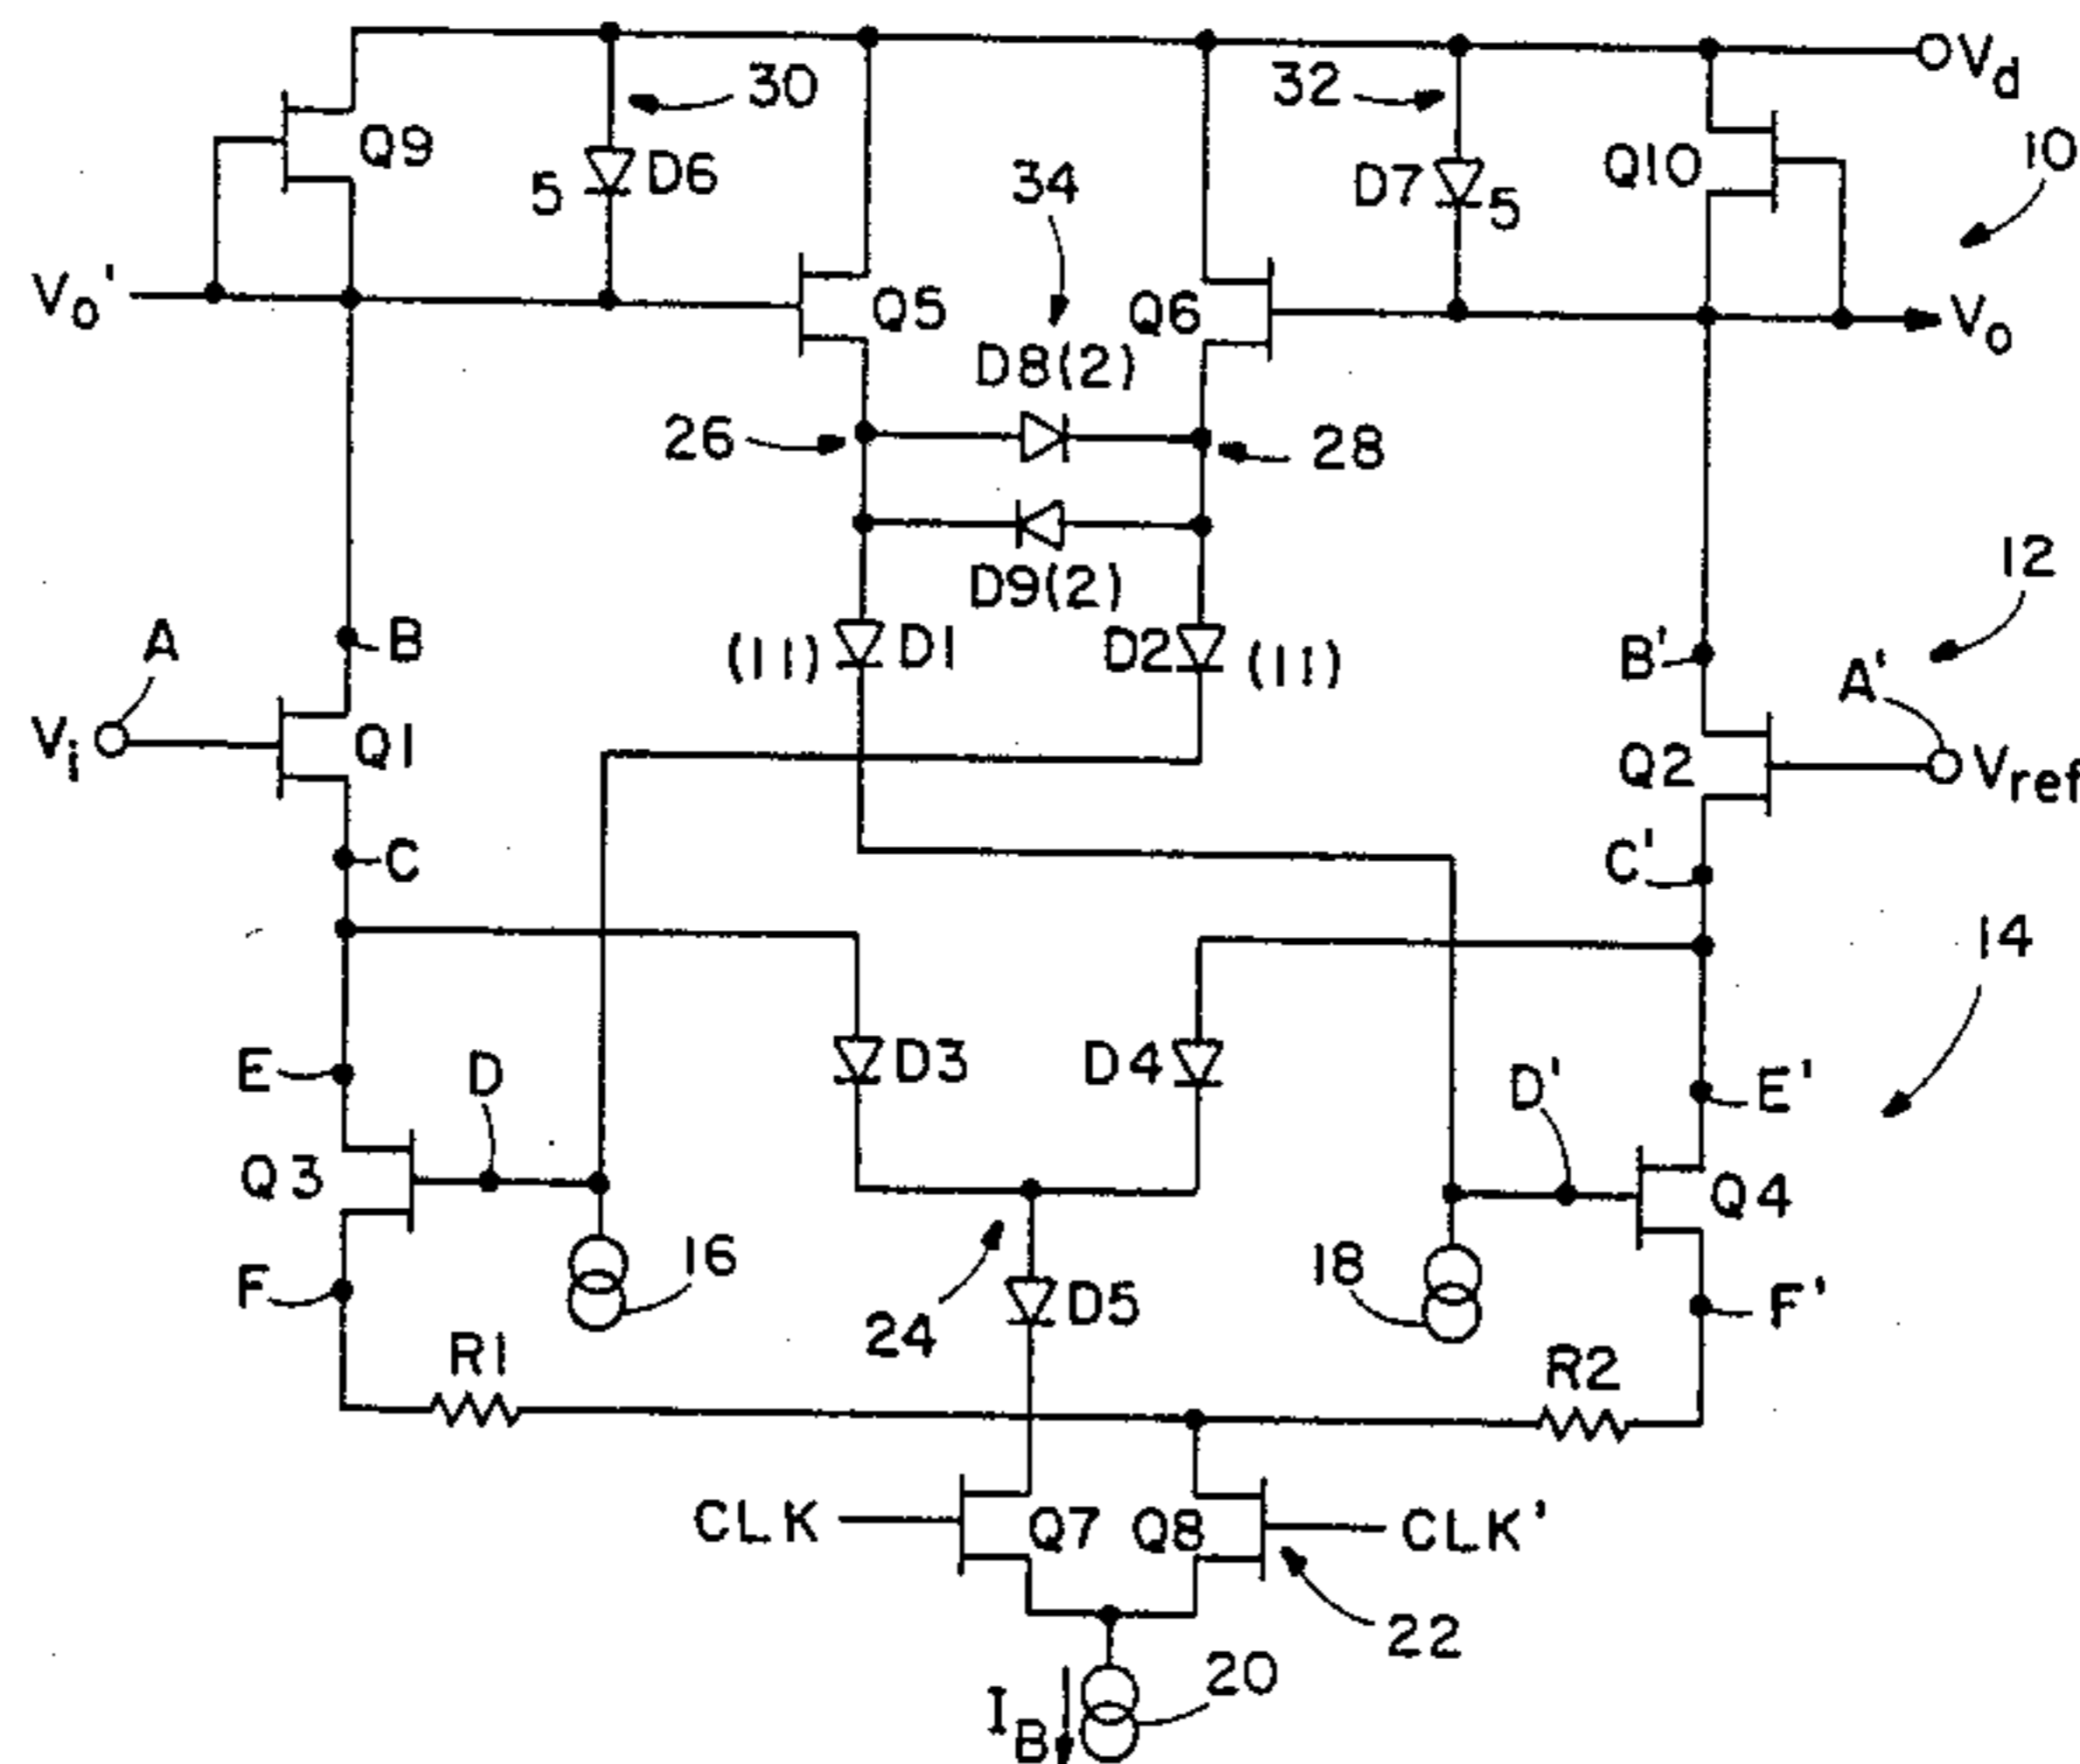 Vd
30
32
Q9
D6
5
34
D7
5
Q10
10
Vo'
Q5
Q6
Vo
D8(2)
26
28
D9(2)
12
A
B
(11)
D1
D2
(11)
B'
A'
Vi
Q1
Q2
Vref
C
C'
14
E
D
D3
D4
D'
E'
Q3
Q4
F
16
18
D5
F'
24
R1
R2
CLK
Q7
Q8
CLK'
22
20
IB